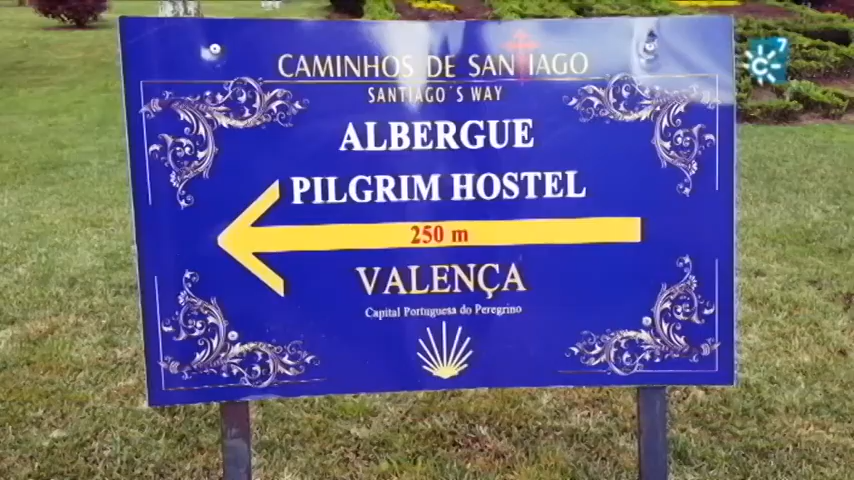 CAMINHOS DE SANTIAGO
SANTIAGO´S WAY
ALBERGUE
PILGRIM HOSTEL
250 m
VALENÇA
Capital Portuguesa do Peregrino